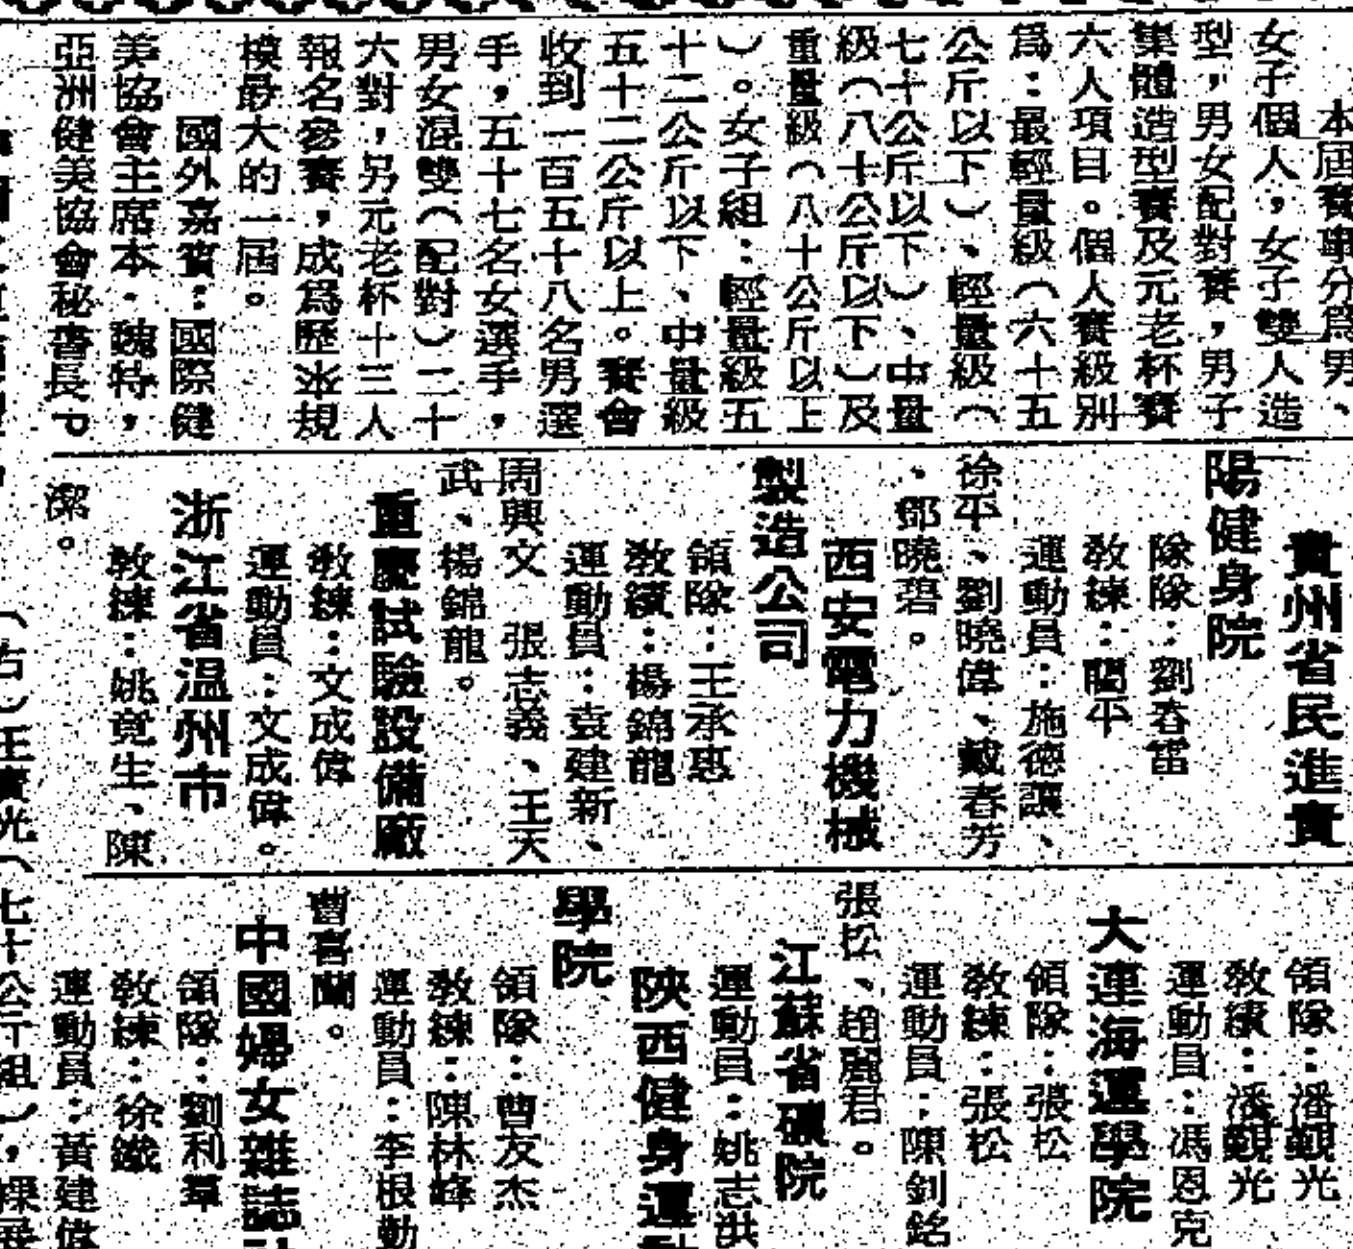 本屆賽事分爲男、
女子個人,女子雙人造
型,男女配對賽,男子
集體造型賽及元老杯賽
六人項目。個人賽級別
爲:最輕量級(六十五
公斤以下)、輕量級(
七十公斤以下)、中量
級(八十公斤以下)及
重量級(八十公斤以上
)。女子組:輕量級五
十二公斤以下、中量級
五十二公斤以上。賽會
收到一百五十八名男選
手,五十七名女選手,
男女混雙(配對)二十
六對,另元老杯十三人
報名參賽,成爲歷來規
模最大的一屆。
國外嘉賓:國際健
美協會主席本·魏特,
亞洲健美協會秘書長
貴州省民進貴
陽健身院
隊隊:劉春雷
教練:閻平
運動員:施德讓、
徐平、劉曉偉、戴春芳
、鄧曉碧。
西安電力機械
製造公司
領隊:王承惠
教練:楊錦龍
運動員:袁建新、
周興文 張志義、王天
武、楊錦龍。
重慶試驗設備廠
教練:文成偉
運動員:文成偉。
浙江省温州市
教練:姚竟生、陳
潔。
領隊:潘觀光
教練:潘觀光
運動員:馮恩克
大連海運學院
領隊:張松
教練:張松
運動員:陳釗銘
張松、趙麗君。
江蘇省礦院
運動員:姚志洪
陝西健身運動
學院
領隊:曹友杰
教練:陳林峰
運動員:李根勤
曹喜蘭。
中國婦女雜誌社
領隊:劉利羣
教練:徐鐵
運動員:黃建偉
(右)王廣光(七十公斤組),